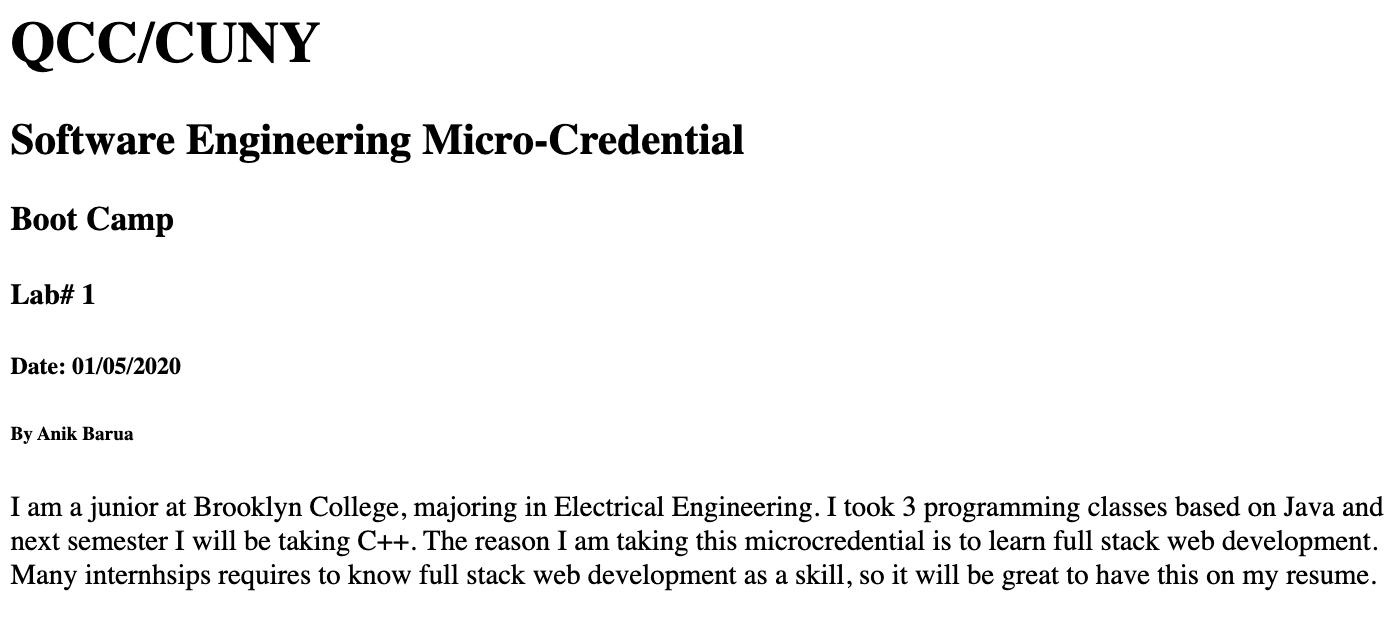 QCC/CUNY
Software Engineering Micro-Credential
Boot Camp
Lab# 1
Date: 01/05/2020
By Anik Barua
I am a junior at Brooklyn College, majoring in Electrical Engineering. I took 3 programming classes based on Java and
next semester I will be taking C++. The reason I am taking this microcredential is to learn full stack web development.
Many internhsips requires to know full stack web development as a skill, so it will be great to have this on my resume.